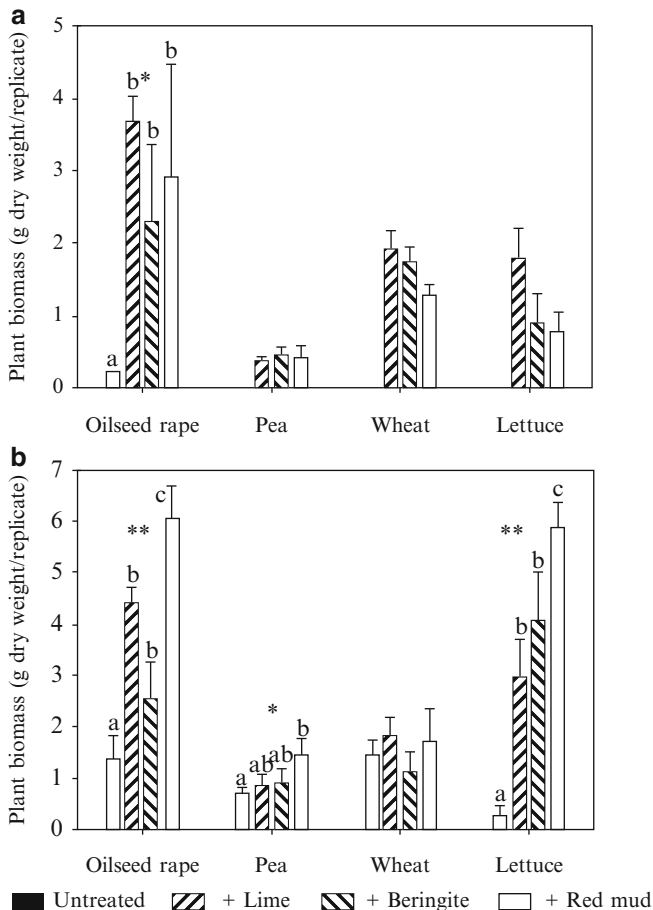 a
Plant biomass (g dry weight/replicate)
5
4
3
2
1
0
a
b*
b
b
Oilseed rape Pea Wheat Lettuce
b
Plant biomass (g dry weight/replicate)
7
6
5
4
3
2
1
0
a
b
**
b
c
a
ab
ab
*
b
a
b
**
b
c
Oilseed rape Pea Wheat Lettuce
Untreated + Lime + Beringite + Red mud